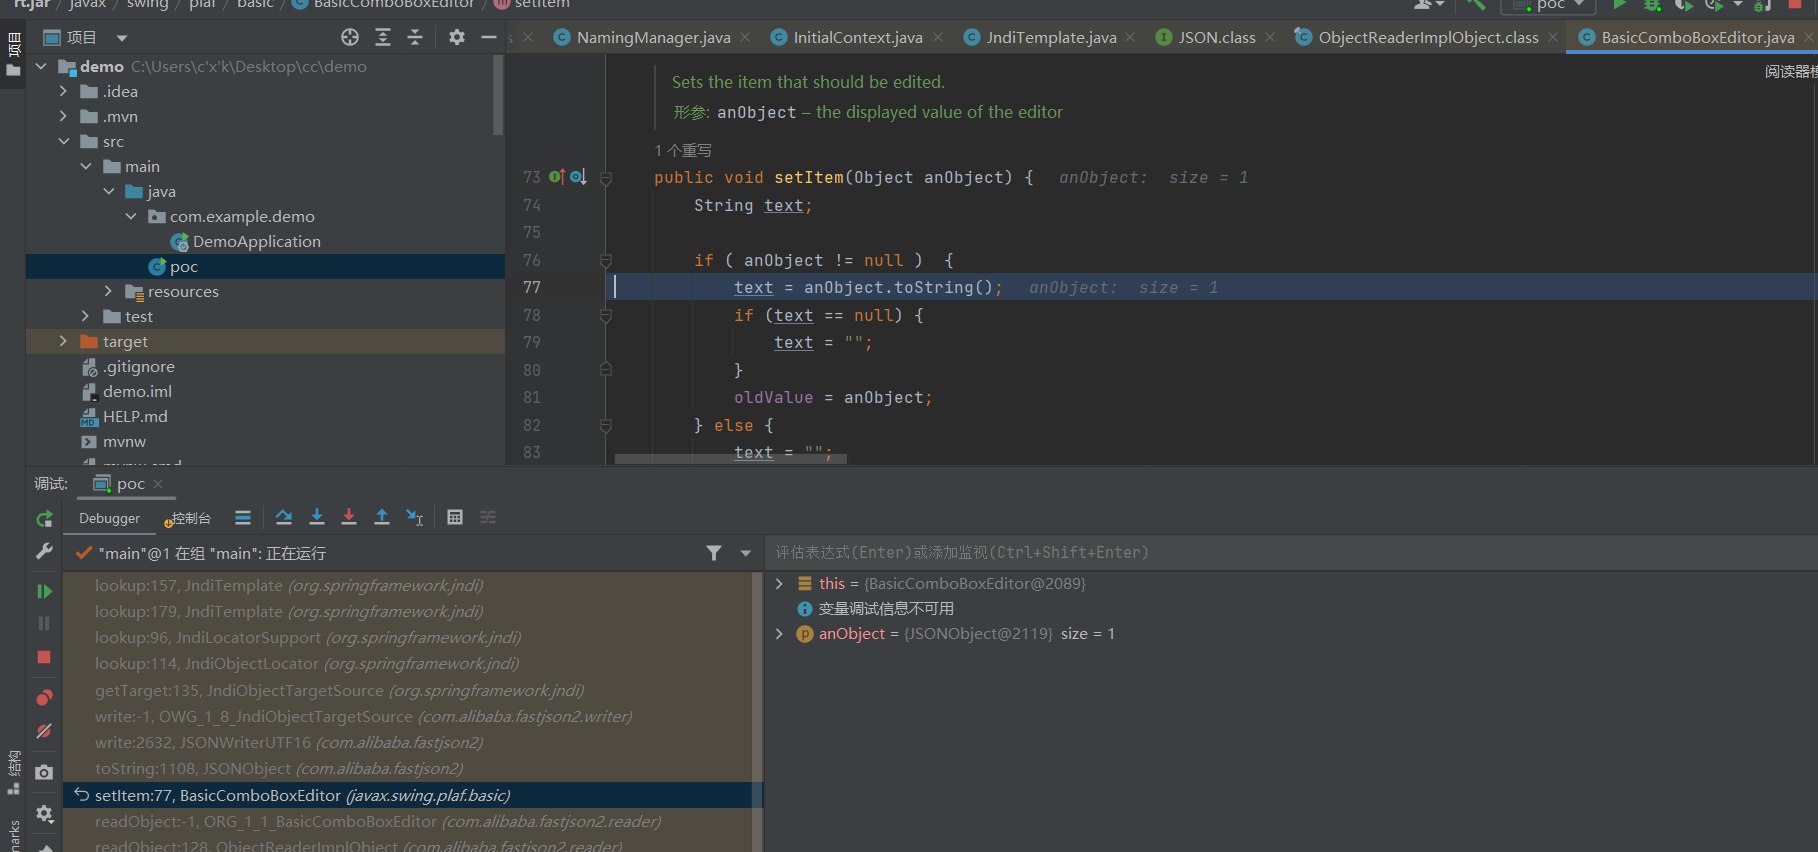 rt.jar / javax / swing / plaf / basic / BasicComboBoxEditor / setItem
poc
项目
项目
s
NamingManager.java
InitialContext.java
JndiTemplate.java
JSON.class
ObjectReaderImplObject.class
BasicComboBoxEditor.java
demo C:\Users\c'x'k\Desktop\cc\demo
.idea
.mvn
src
main
java
com.example.demo
DemoApplication
poc
resources
test
target
.gitignore
demo.iml
HELP.md
mvnw
mvnw.cmd
阅读器模
Sets the item that should be edited.
形参: anObject – the displayed value of the editor
1 个重写
73 public void setItem(Object anObject) { anObject: size = 1
74 String text;
75
76 if ( anObject != null ) {
77 text = anObject.toString(); anObject: size = 1
78 if (text == null) {
79 text = "";
80 }
81 oldValue = anObject;
82 } else {
83 text = "";
调试: poc
Debugger 控制台
"main"@1 在组 "main": 正在运行
lookup:157, JndiTemplate (org.springframework.jndi)
lookup:179, JndiTemplate (org.springframework.jndi)
lookup:96, JndiLocatorSupport (org.springframework.jndi)
lookup:114, JndiObjectLocator (org.springframework.jndi)
getTarget:135, JndiObjectTargetSource (org.springframework.jndi)
write:-1, OWG_1_8_JndiObjectTargetSource (com.alibaba.fastjson2.writer)
write:2632, JSONWriterUTF16 (com.alibaba.fastjson2)
toString:1108, JSONObject (com.alibaba.fastjson2)
setItem:77, BasicComboBoxEditor (javax.swing.plaf.basic)
readObject:-1, ORG_1_1_BasicComboBoxEditor (com.alibaba.fastjson2.reader)
readObject:128, ObjectReaderImplObject (com.alibaba.fastjson2.reader)
评估表达式(Enter)或添加监视(Ctrl+Shift+Enter)
this = {BasicComboBoxEditor@2089}
变量调试信息不可用
anObject = {JSONObject@2119} size = 1
结构
marks